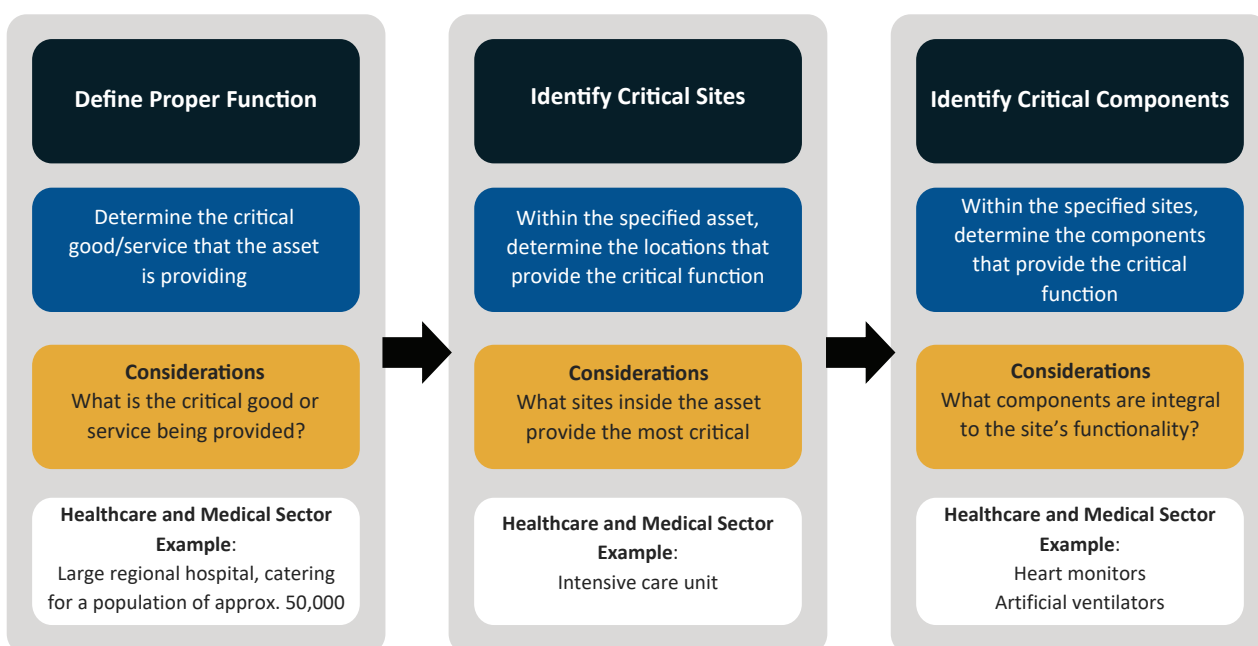 Define Proper Function
Determine the critical
good/service that the asset
is providing
Considerations
What is the critical good or
service being provided?
Healthcare and Medical Sector
Example:
Large regional hospital, catering
for a population of approx. 50,000
Identify Critical Sites
Within the specified asset,
determine the locations that
provide the critical function
Considerations
What sites inside the asset
provide the most critical
Healthcare and Medical Sector
Example:
Intensive care unit
Identify Critical Components
Within the specified sites,
determine the components
that provide the critical
function
Considerations
What components are integral
to the site’s functionality?
Healthcare and Medical Sector
Example:
Heart monitors
Artificial ventilators